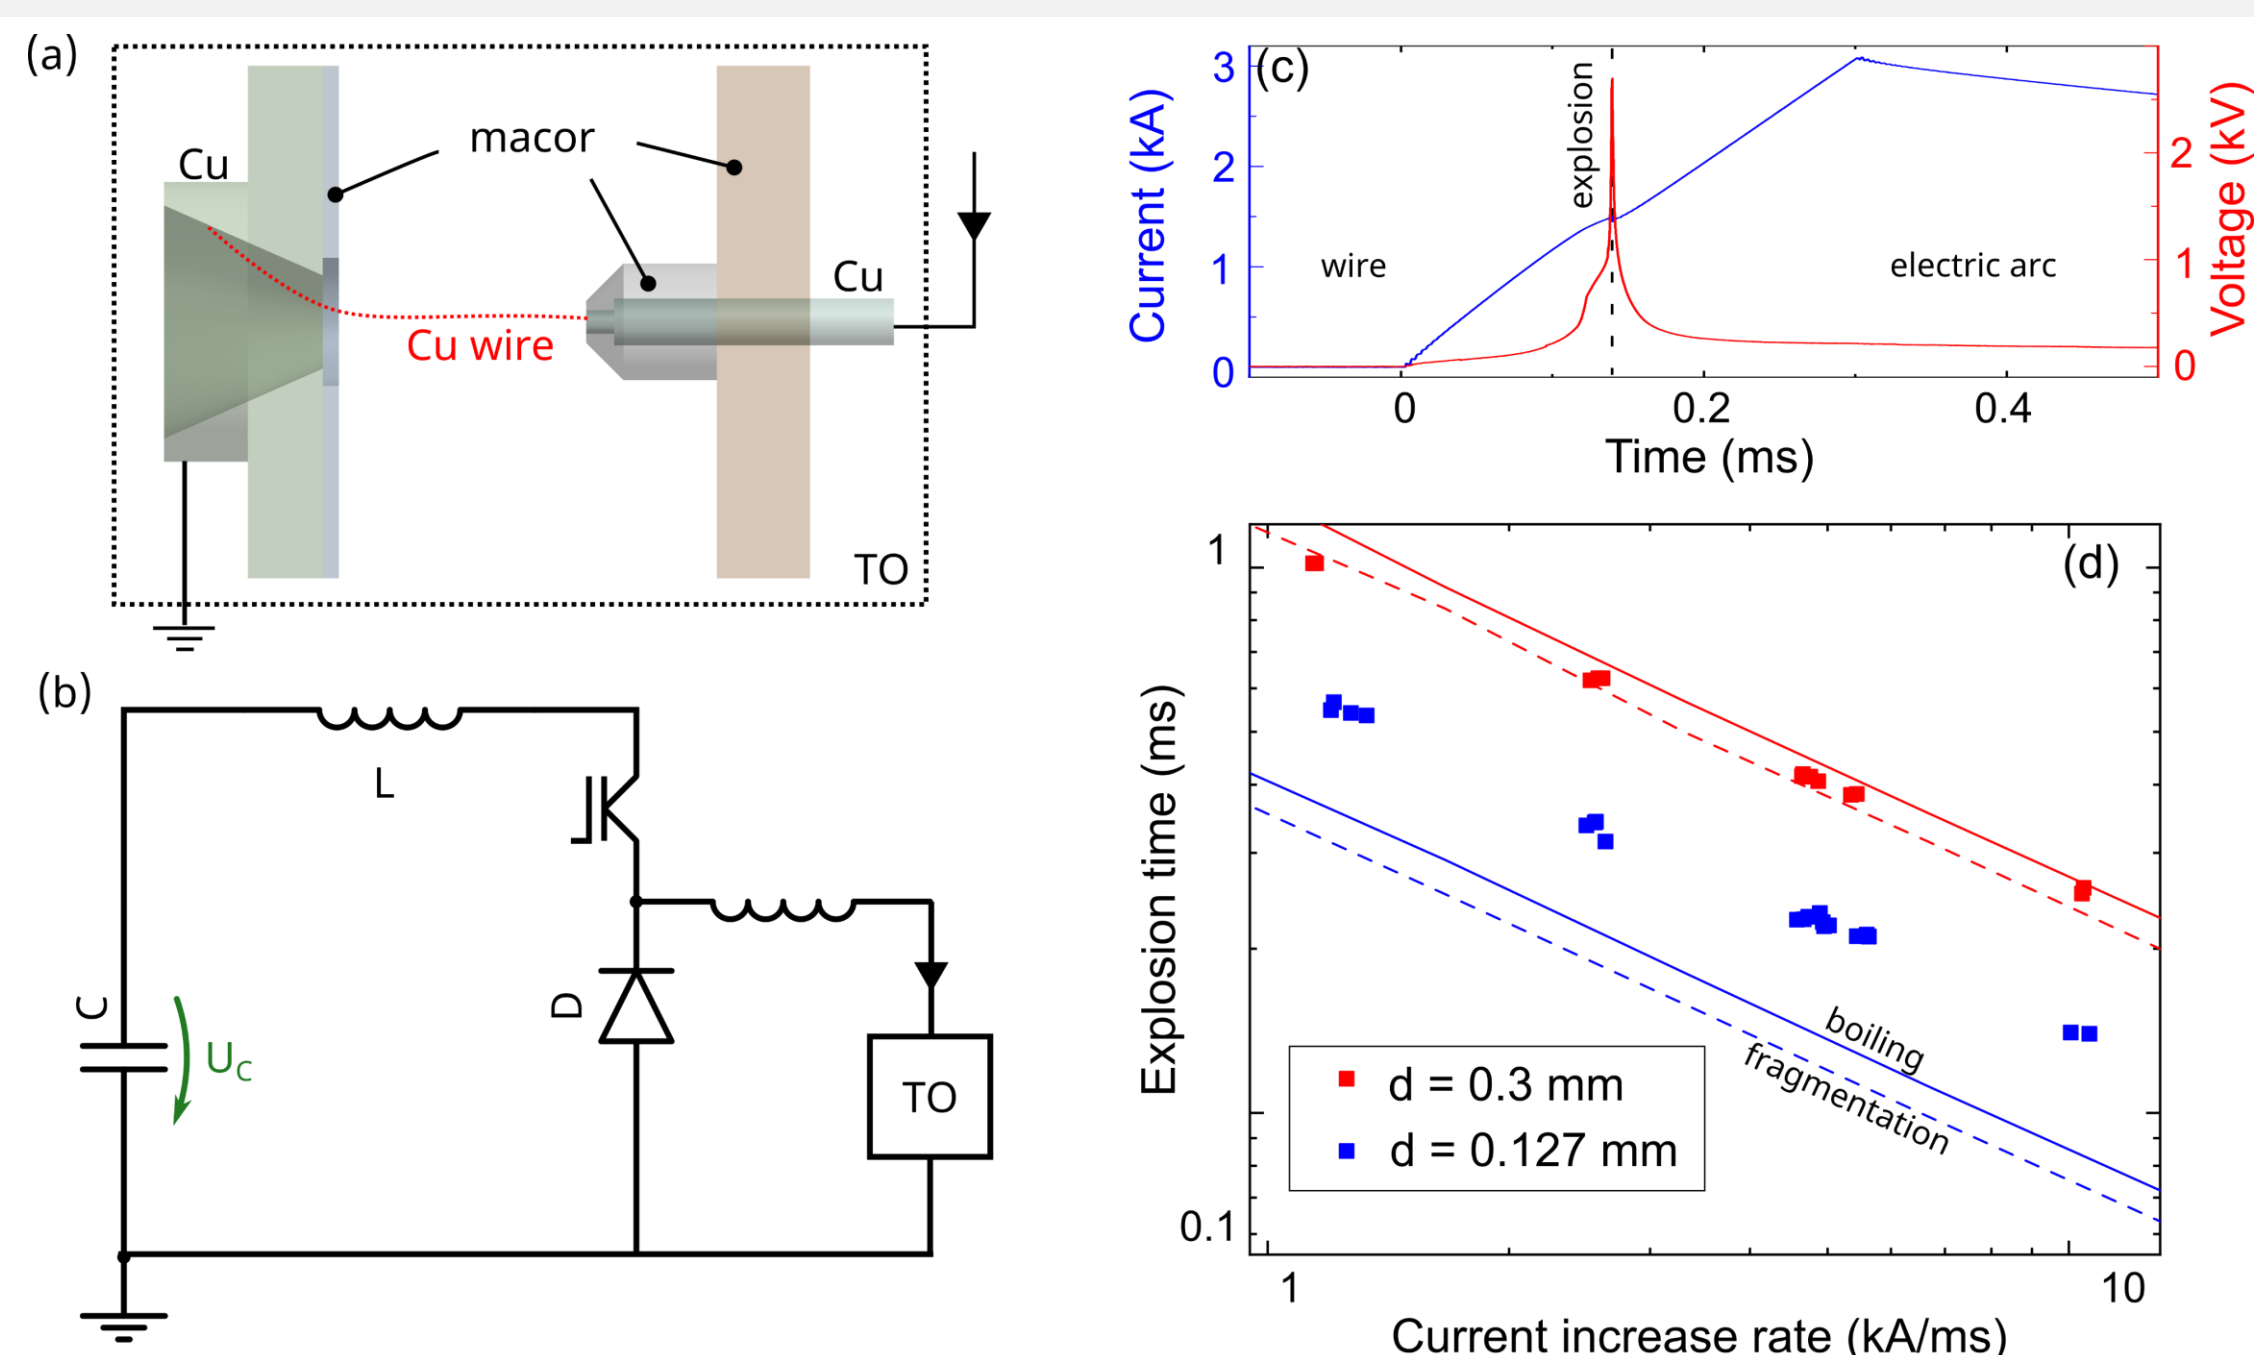 (a)
Cu
macor
Cu
Cu wire
TO
(b)
L
C
U_C
D
TO
(c)
Current (kA)
3
2
1
0
explosion
wire
electric arc
Voltage (kV)
2
1
0
0
0.2
0.4
Time (ms)
(d)
Explosion time (ms)
1
0.1
boiling
fragmentation
d = 0.3 mm
d = 0.127 mm
1
10
Current increase rate (kA/ms)